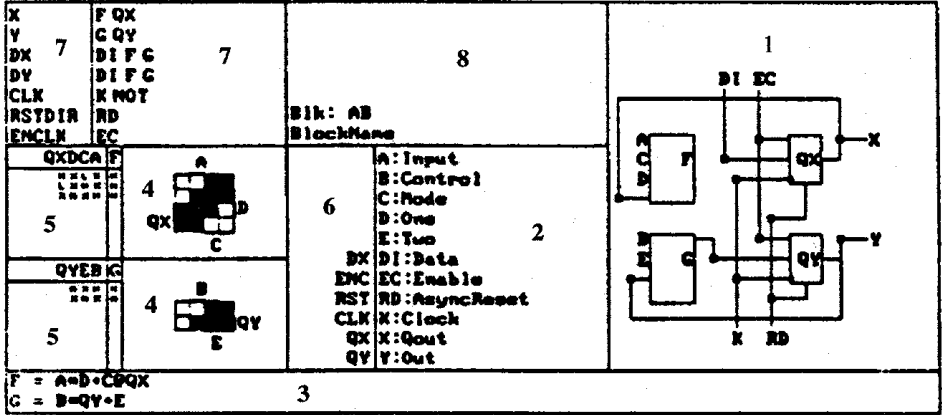 X F QX
Y G QY
DX DI F G
DY DI F G
CLK K NOT
RSTDIR RD
ENCLK EC
7
7
8
Blk: AB
BlockName
1
DI EC
A
C
D
F
QX
X
B
E
G
QY
Y
K RD
QXDCA F
5
4
A
QX
D
C
QYEB G
5
4
B
QY
E
6
2
A:Input
B:Control
C:Mode
D:One
E:Two
DX DI:Data
ENC EC:Enable
RST RD:AsyncReset
CLK K:Clock
QX X:Qout
QY Y:Out
3